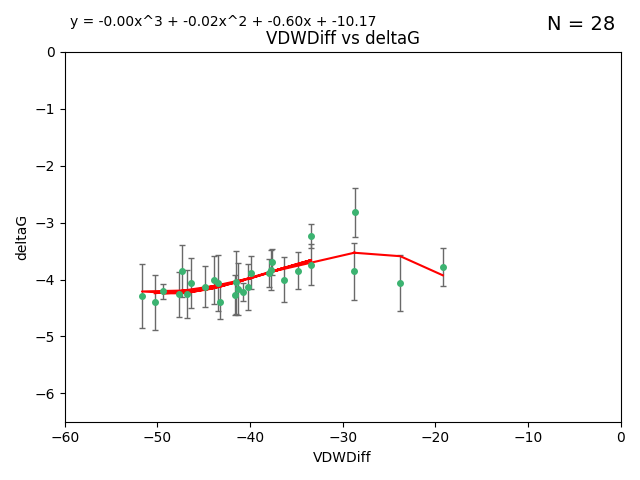 y = -0.00x^3 + -0.02x^2 + -0.60x + -10.17
N = 28
VDWDiff vs deltaG
0
−1
−2
−3
−4
−5
−6
deltaG
−60
−50
−40
−30
−20
−10
0
VDWDiff